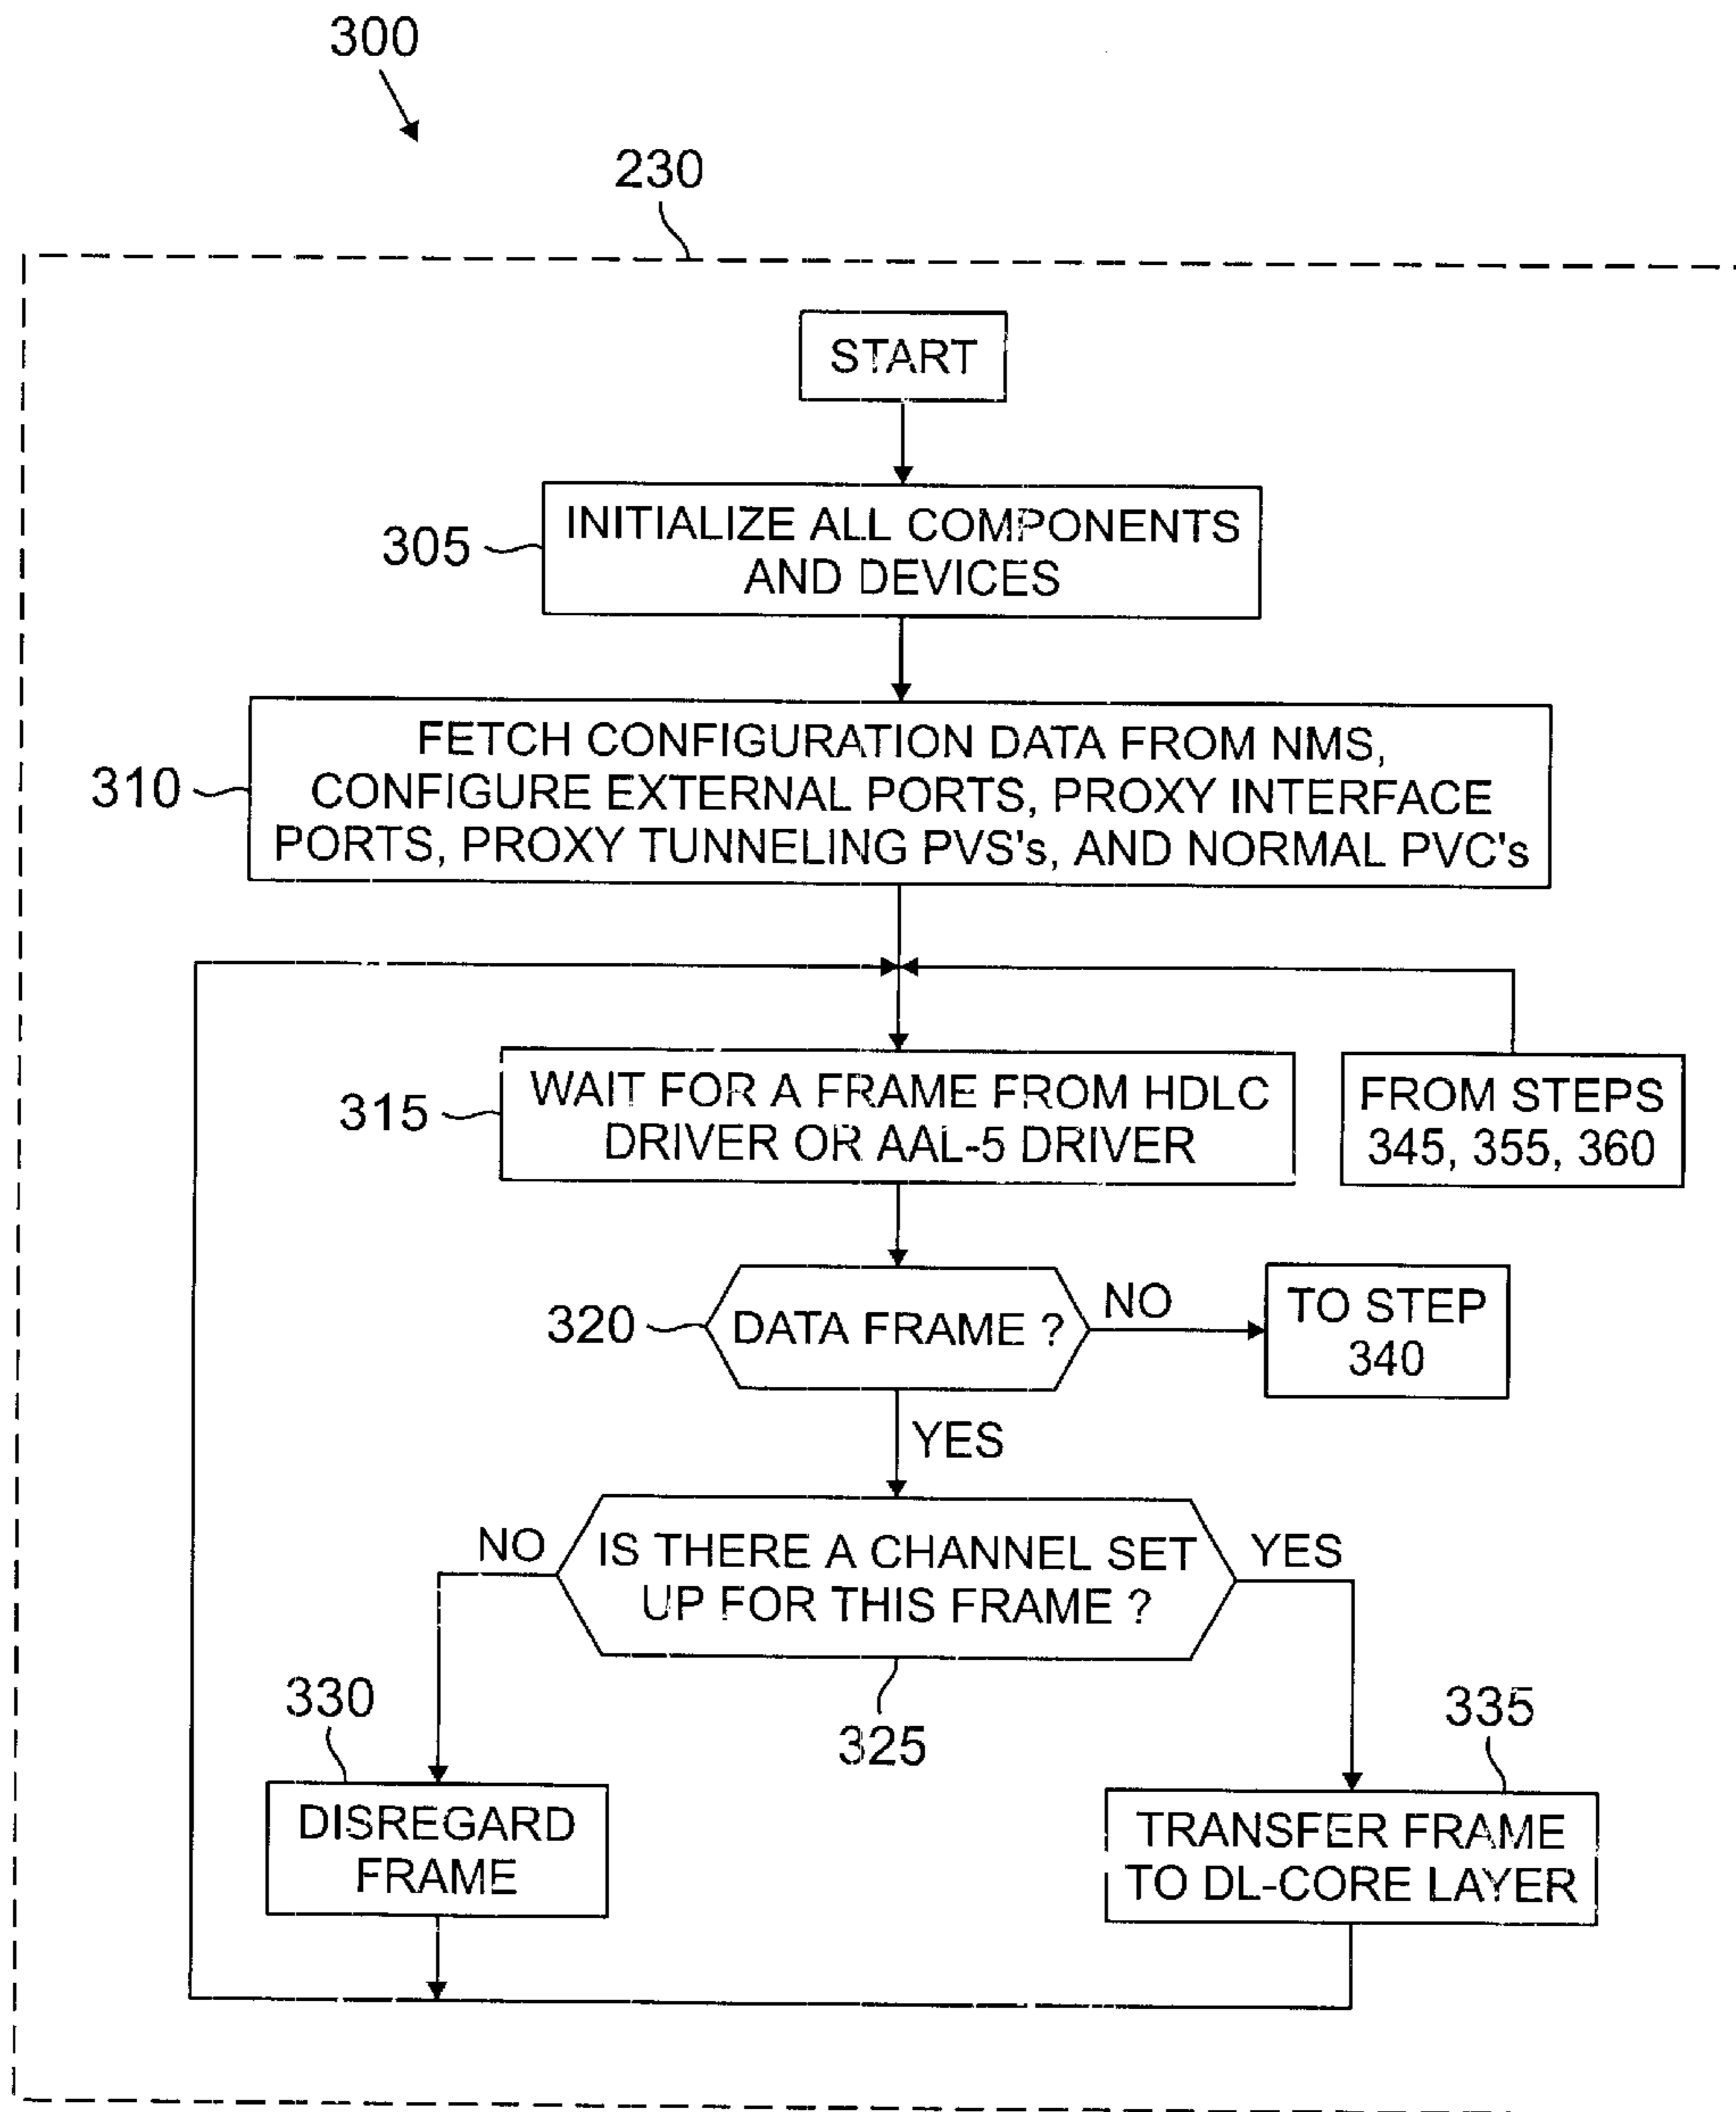 300
230
START
305
INITIALIZE ALL COMPONENTS
AND DEVICES
310
FETCH CONFIGURATION DATA FROM NMS,
CONFIGURE EXTERNAL PORTS, PROXY INTERFACE
PORTS, PROXY TUNNELING PVS's, AND NORMAL PVC's
315
WAIT FOR A FRAME FROM HDLC
DRIVER OR AAL-5 DRIVER
FROM STEPS
345, 355, 360
320
DATA FRAME ?
NO
TO STEP
340
YES
NO
IS THERE A CHANNEL SET
UP FOR THIS FRAME ?
YES
325
330
DISREGARD
FRAME
335
TRANSFER FRAME
TO DL-CORE LAYER